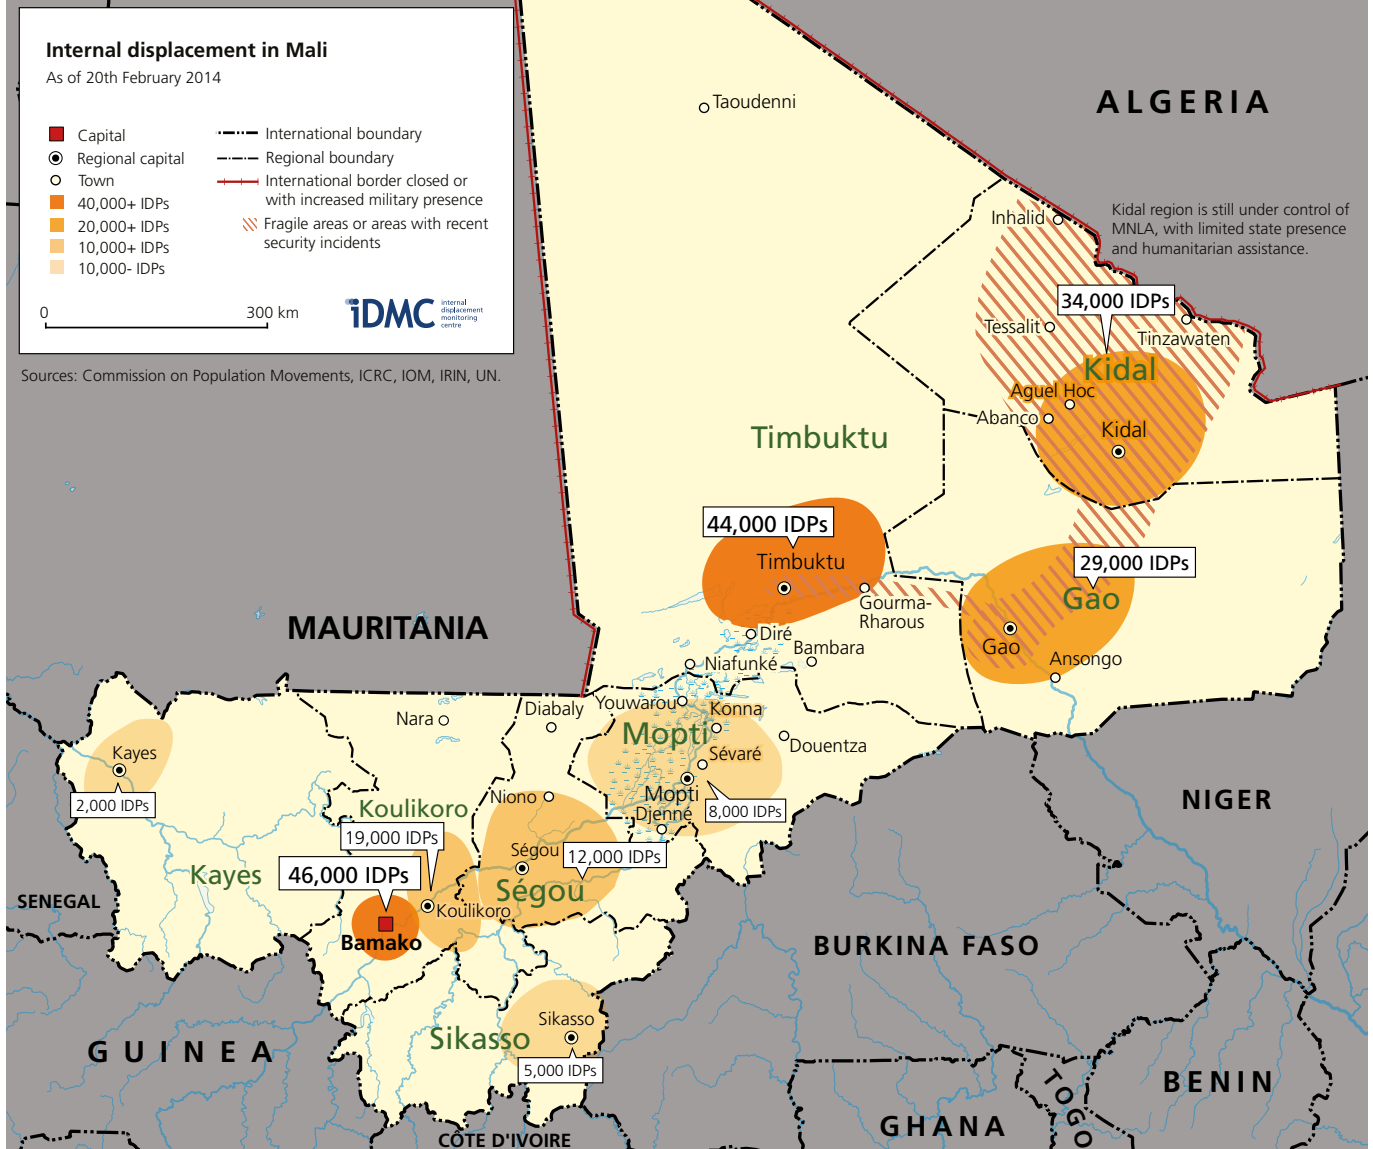 Internal displacement in Mali
As of 20th February 2014
Capital
Regional capital
Town
40,000+ IDPs
20,000+ IDPs
10,000+ IDPs
10,000- IDPs
International boundary
Regional boundary
International border closed or
with increased military presence
Fragile areas or areas with recent
security incidents
0
300 km
iDMC
internal
displacement
monitoring
centre
Sources: Commission on Population Movements, ICRC, IOM, IRIN, UN.
Taoudenni
ALGERIA
Inhalid
Kidal region is still under control of
MNLA, with limited state presence
and humanitarian assistance.
34,000 IDPs
Tessalit
Tinzawaten
Kidal
Aguel Hoc
Abanco
Kidal
Timbuktu
44,000 IDPs
Timbuktu
29,000 IDPs
Gao
Gourma-
Rharous
MAURITANIA
Diré
Bambara
Gao
Ansongo
Niafunké
Youwarou
Konna
Nara
Diabaly
Mopti
Douentza
Kayes
Sévaré
2,000 IDPs
Niono
Mopti
8,000 IDPs
NIGER
Koulikoro
Djenné
19,000 IDPs
Ségou
12,000 IDPs
Kayes
46,000 IDPs
Ségou
SENEGAL
Koulikoro
Bamako
BURKINA FASO
Sikasso
Sikasso
GUINEA
5,000 IDPs
BENIN
TOGO
GHANA
CÔTE D'IVOIRE